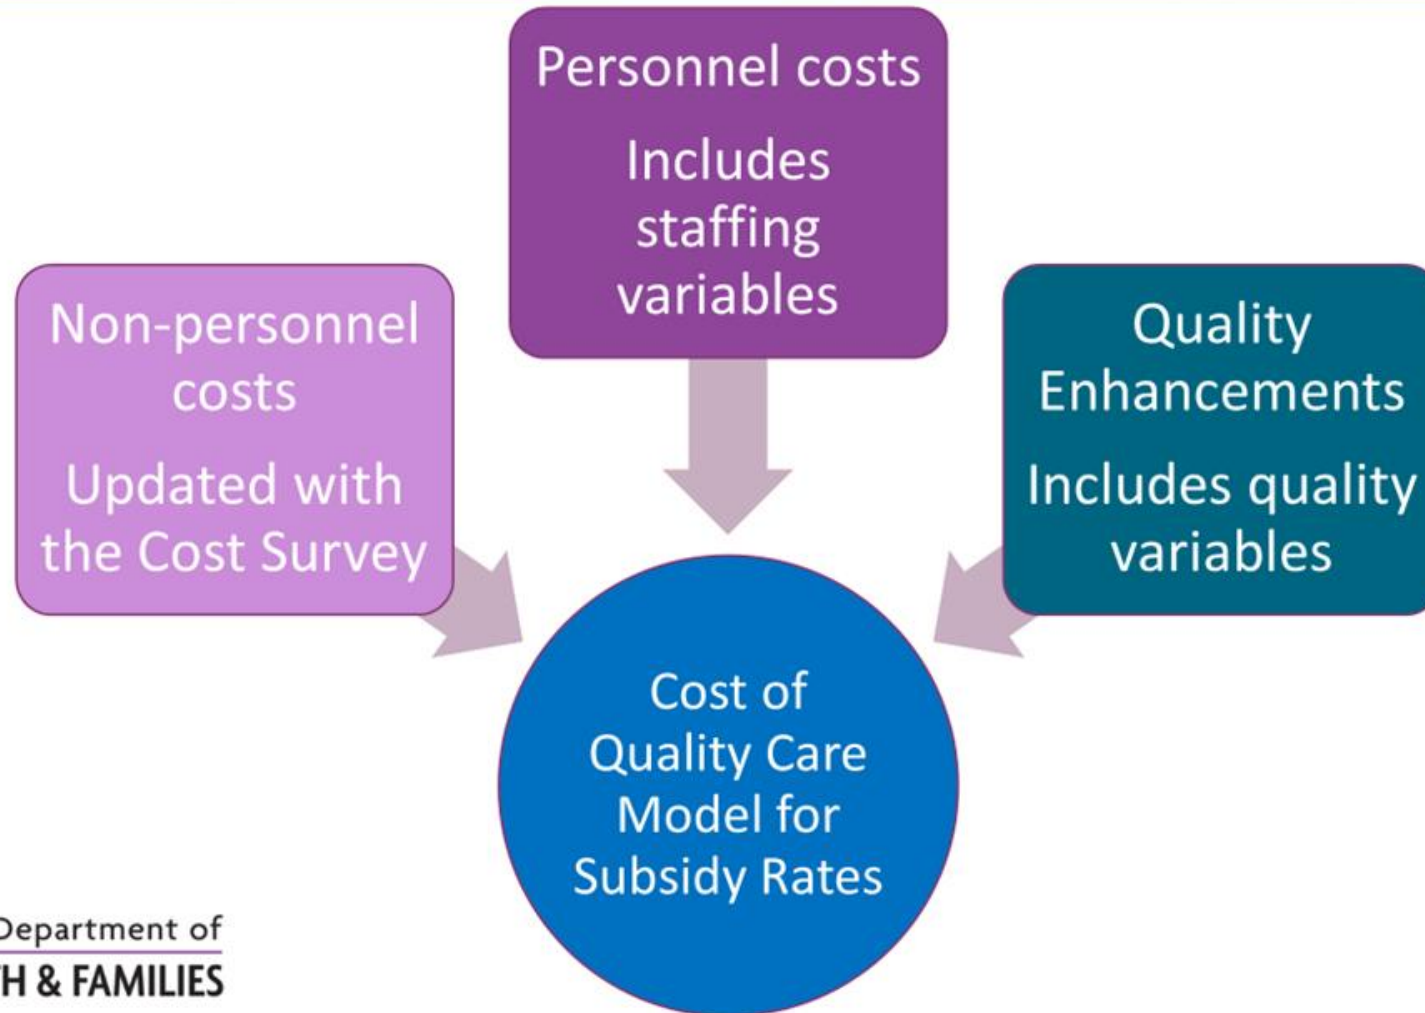 Personnel costs
Includes
staffing
variables
Non-personnel
costs
Updated with
the Cost Survey
Quality
Enhancements
Includes quality
variables
Cost of
Quality Care
Model for
Subsidy Rates
Department of
& FAMILIES